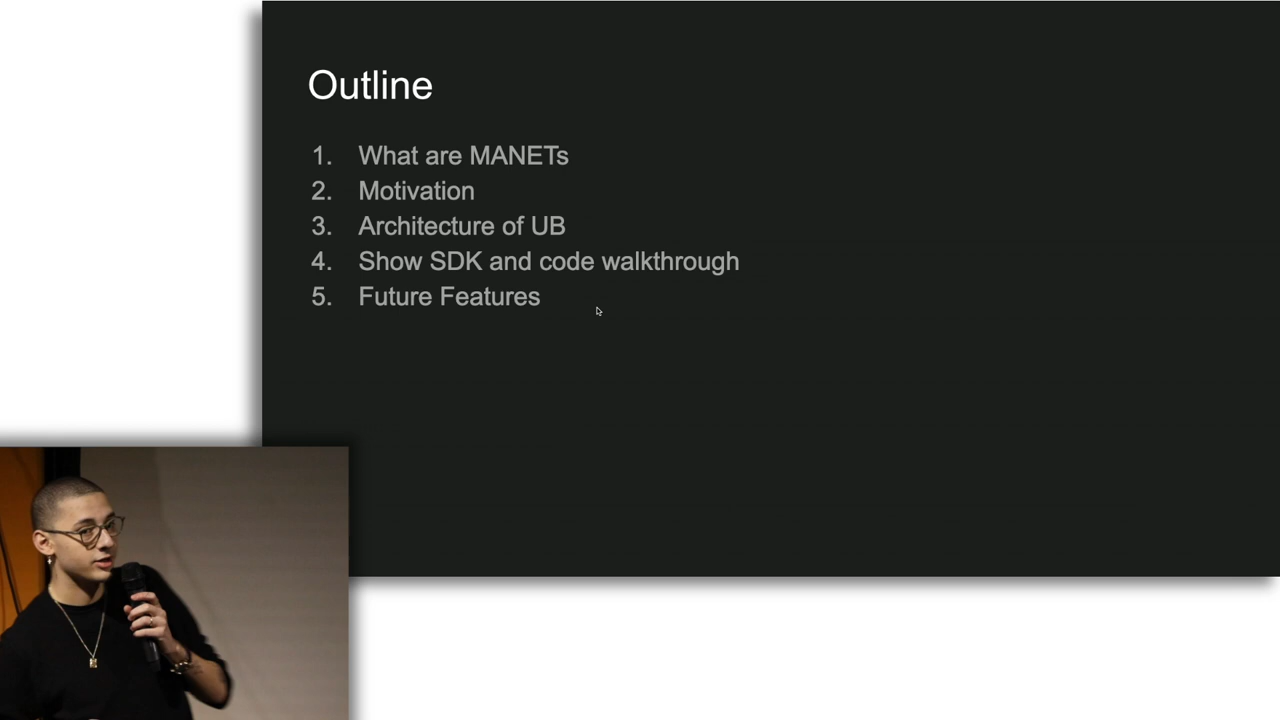 Outline
1. What are MANETs
2. Motivation
3. Architecture of UB
4. Show SDK and code walkthrough
5. Future Features